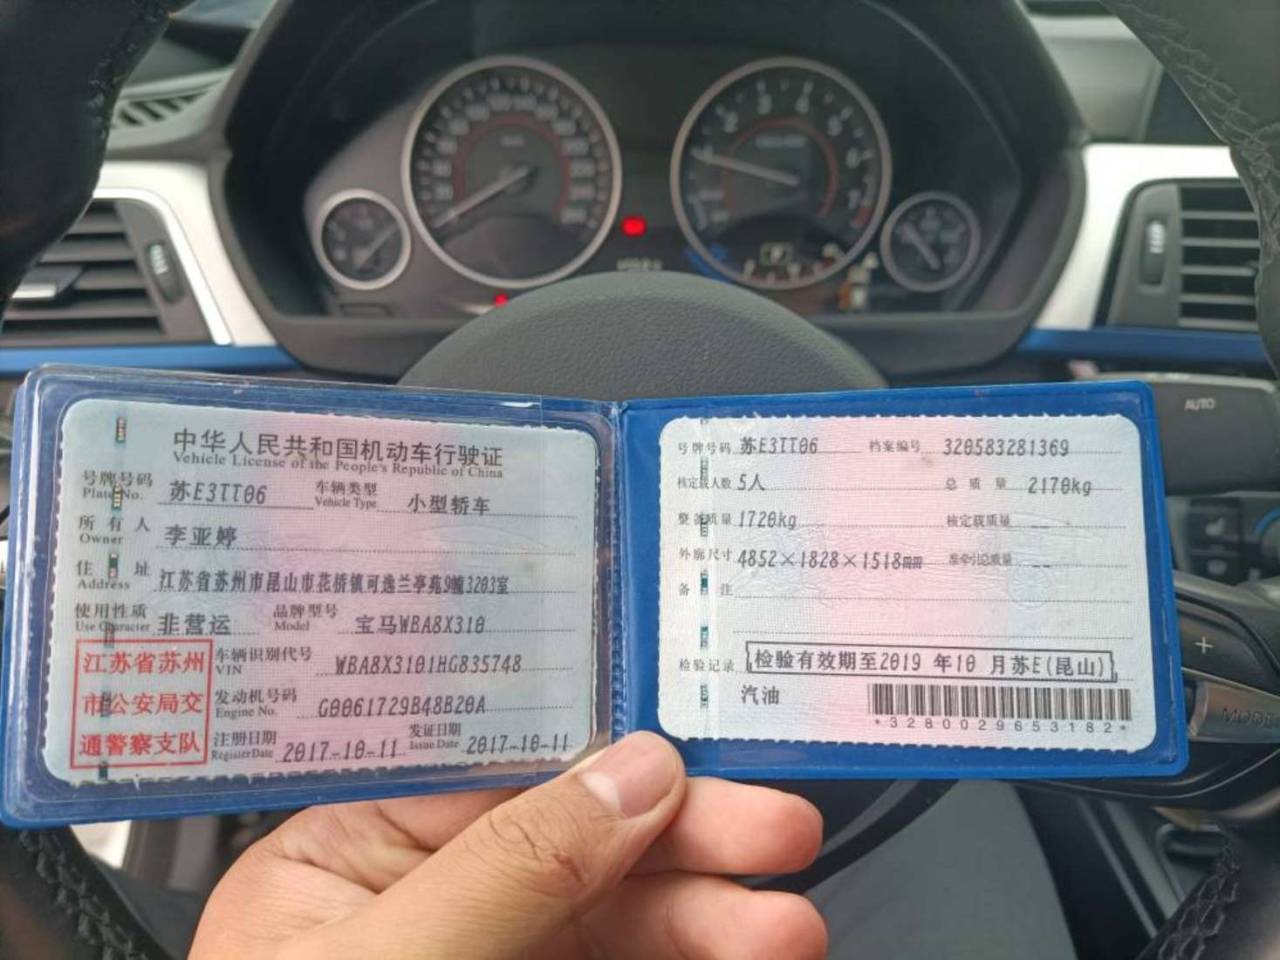 中华人民共和国机动车行驶证
Vehicle License of the People's Republic of China
号牌号码 Plate No. 苏E3TT06 车辆类型 Vehicle Type 小型轿车
所有人 Owner 李亚婷
住址 Address 江苏省苏州市昆山市花桥镇可逸兰亭苑9幢3203室
使用性质 Use Character 非营运 品牌型号 Model 宝马WBA8X310
江苏省苏州
市公安局交
通警察支队
车辆识别代号 VIN WBA8X3101HG835748
发动机号码 Engine No. G0061729B48B20A
注册日期 Register Date 2017-10-11 发证日期 Issue Date 2017-10-11
号牌号码 苏E3TT06 档案编号 320583281369
核定载人数 5人 总质量 2170kg
整备质量 1720kg 核定载质量 --
外廓尺寸 4852×1828×1518mm 准牵引总质量 --
备注
检验记录 检验有效期至2019年10月苏E(昆山)
汽油
*3280029653182*
AUTO